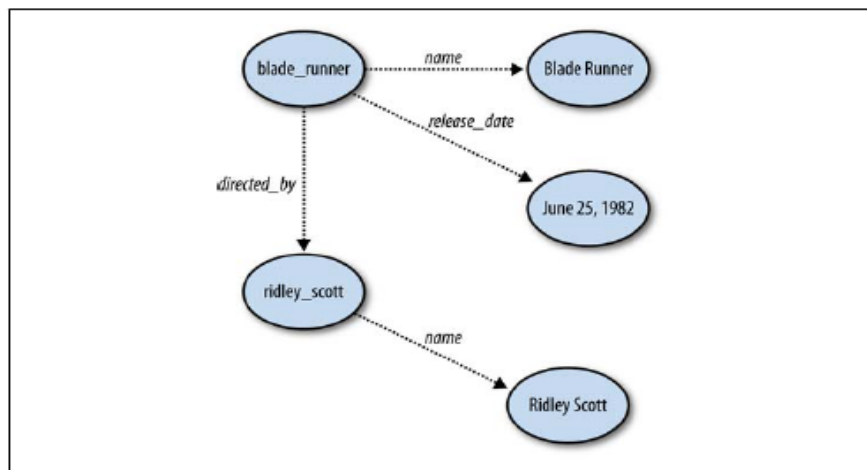 blade_runner
name
Blade Runner
release_date
directed_by
June 25, 1982
ridley_scott
name
Ridley Scott